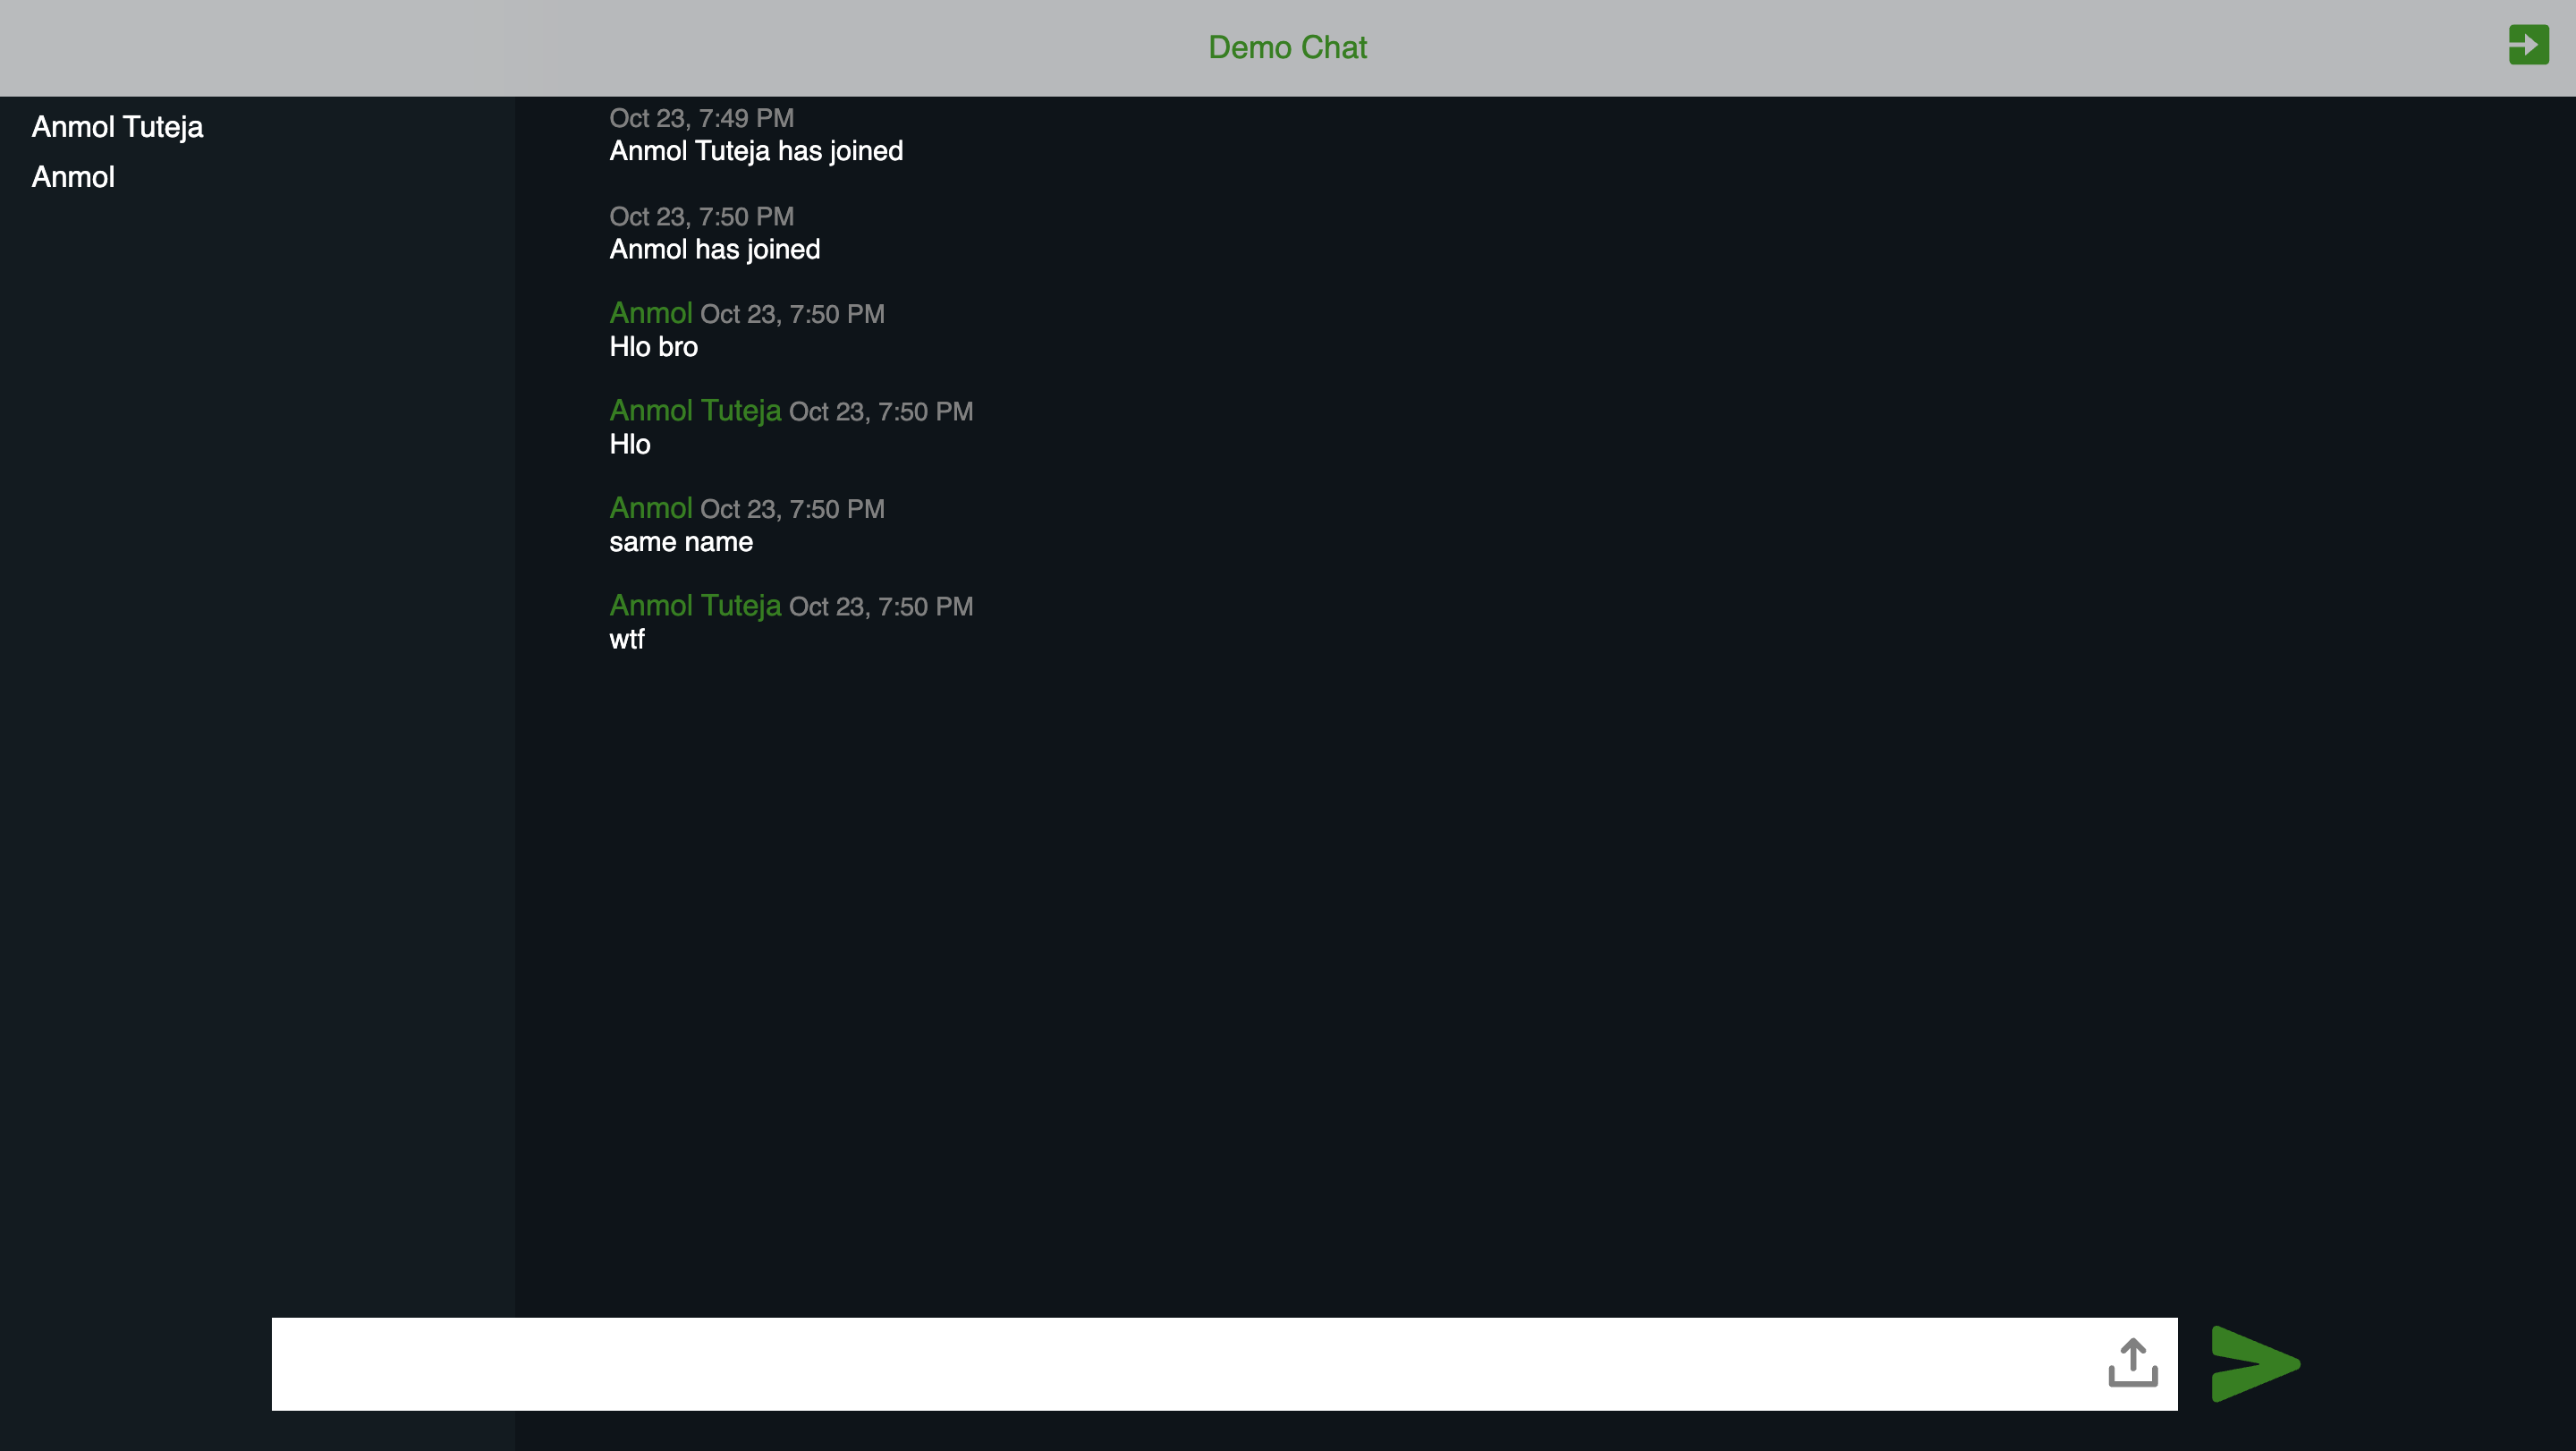 Demo Chat
Anmol Tuteja
Anmol
Oct 23, 7:49 PM
Anmol Tuteja has joined
Oct 23, 7:50 PM
Anmol has joined
Anmol Oct 23, 7:50 PM
Hlo bro
Anmol Tuteja Oct 23, 7:50 PM
Hlo
Anmol Oct 23, 7:50 PM
same name
Anmol Tuteja Oct 23, 7:50 PM
wtf